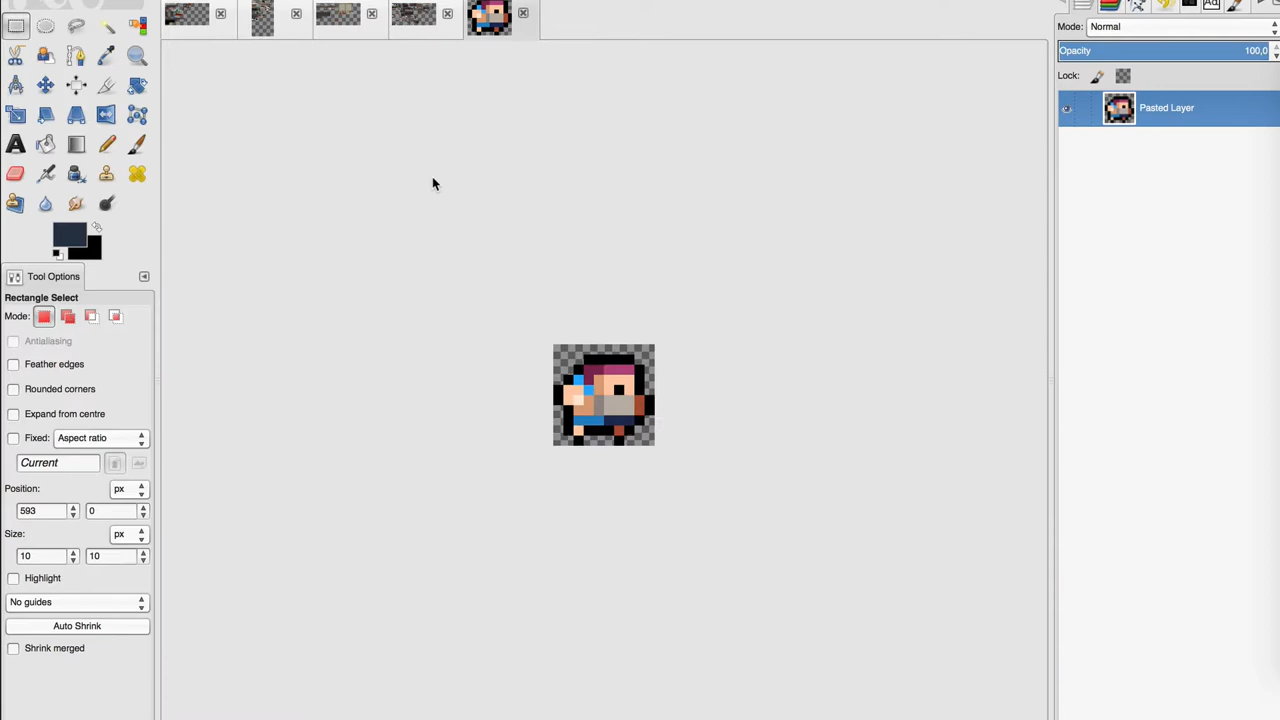 Aa
Mode: Normal
Opacity 100,0
Lock:
Pasted Layer
Tool Options
Rectangle Select
Mode:
Antialiasing
Feather edges
Rounded corners
Expand from centre
Fixed: Aspect ratio
Current
Position: px
593 0
Size: px
10 10
Highlight
No guides
Auto Shrink
Shrink merged